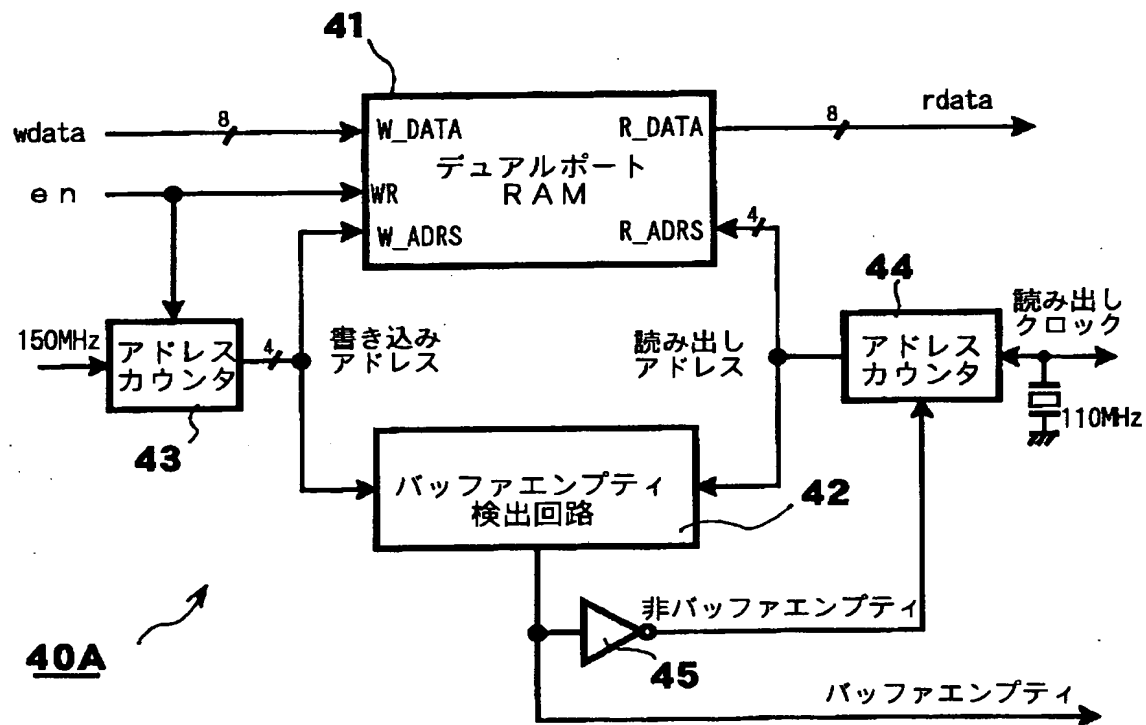 41
wdata
8
W_DATA
R_DATA
8
rdata
デュアルポート
RAM
en
WR
W_ADRS
R_ADRS
4
44
150MHz
アドレス
カウンタ
4
書き込み
アドレス
読み出し
アドレス
アドレス
カウンタ
読み出し
クロック
110MHz
43
バッファエンプティ
検出回路
42
非バッファエンプティ
45
40A
バッファエンプティ